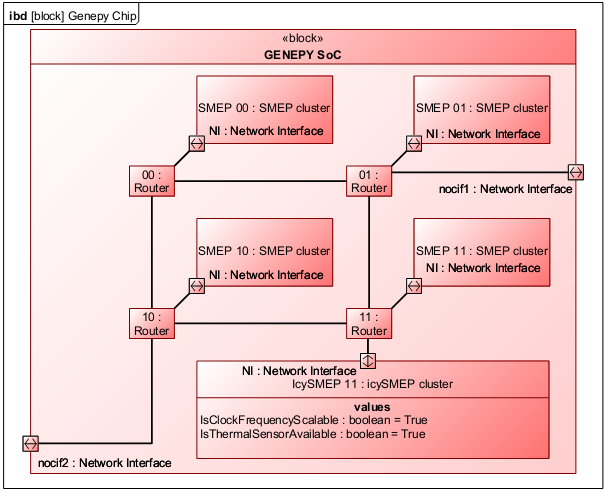 ibd [block] Genepy Chip
«block»
GENEPY SoC
SMEP 00 : SMEP cluster
NI : Network Interface
SMEP 01 : SMEP cluster
NI : Network Interface
00 :
Router
01 :
Router
nocif1 : Network Interface
SMEP 10 : SMEP cluster
NI : Network Interface
SMEP 11 : SMEP cluster
NI : Network Interface
10 :
Router
11 :
Router
NI : Network Interface
IcySMEP 11 : icySMEP cluster
values
IsClockFrequencyScalable : boolean = True
IsThermalSensorAvailable : boolean = True
nocif2 : Network Interface